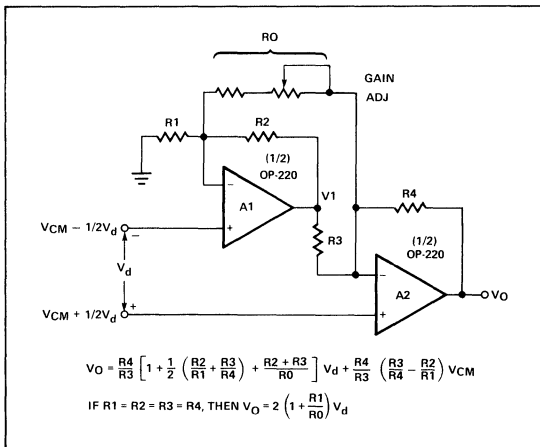 RO
GAIN
ADJ
R1
R2
(1/2)
OP-220
V1
R4
A1
R3
(1/2)
OP-220
VCM − 1/2Vd
−
+
−
Vd
A2
VO
−
+
+
VCM + 1/2Vd
VO = R4/R3 [1 + 1/2 (R2/R1 + R3/R4) + R2 + R3/R0] Vd + R4/R3 (R3/R4 − R2/R1) VCM
IF R1 = R2 = R3 = R4, THEN VO = 2 (1 + R1/R0) Vd